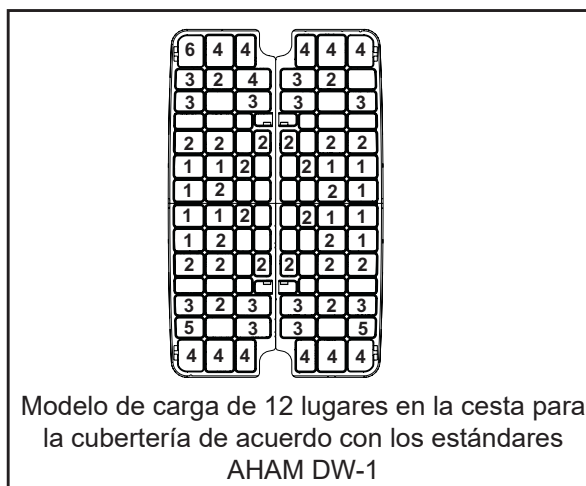 6 4 4 4 4 4
3 2 4 3 2
3 3 3 3
2 2 2 2 2 2
1 1 2 2 1 1
1 2 2 1
1 1 2 2 1 1
1 2 2 1
2 2 2 2 2 2
3 2 3 3 2 3
5 3 3 5
4 4 4 4 4 4
Modelo de carga de 12 lugares en la cesta para
la cubertería de acuerdo con los estándares
AHAM DW-1